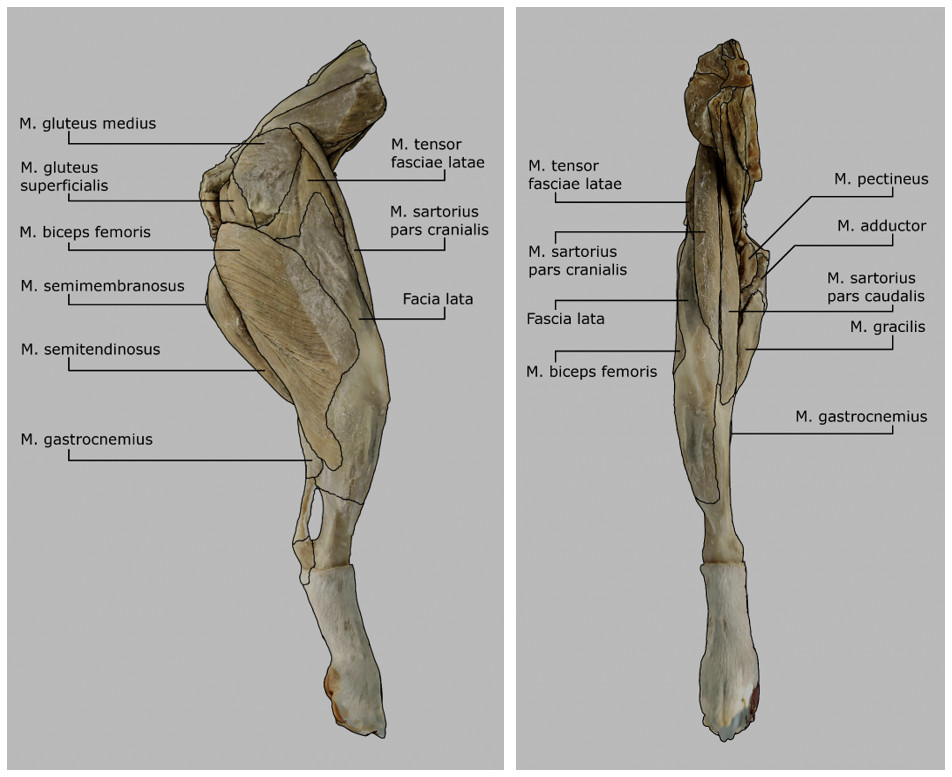 M. gluteus medius
M. gluteus
superficialis
M. biceps femoris
M. semimembranosus
M. semitendinosus
M. gastrocnemius
M. tensor
fasciae latae
M. sartorius
pars cranialis
Facia lata
M. tensor
fasciae latae
M. sartorius
pars cranialis
Fascia lata
M. biceps femoris
M. pectineus
M. adductor
M. sartorius
pars caudalis
M. gracilis
M. gastrocnemius